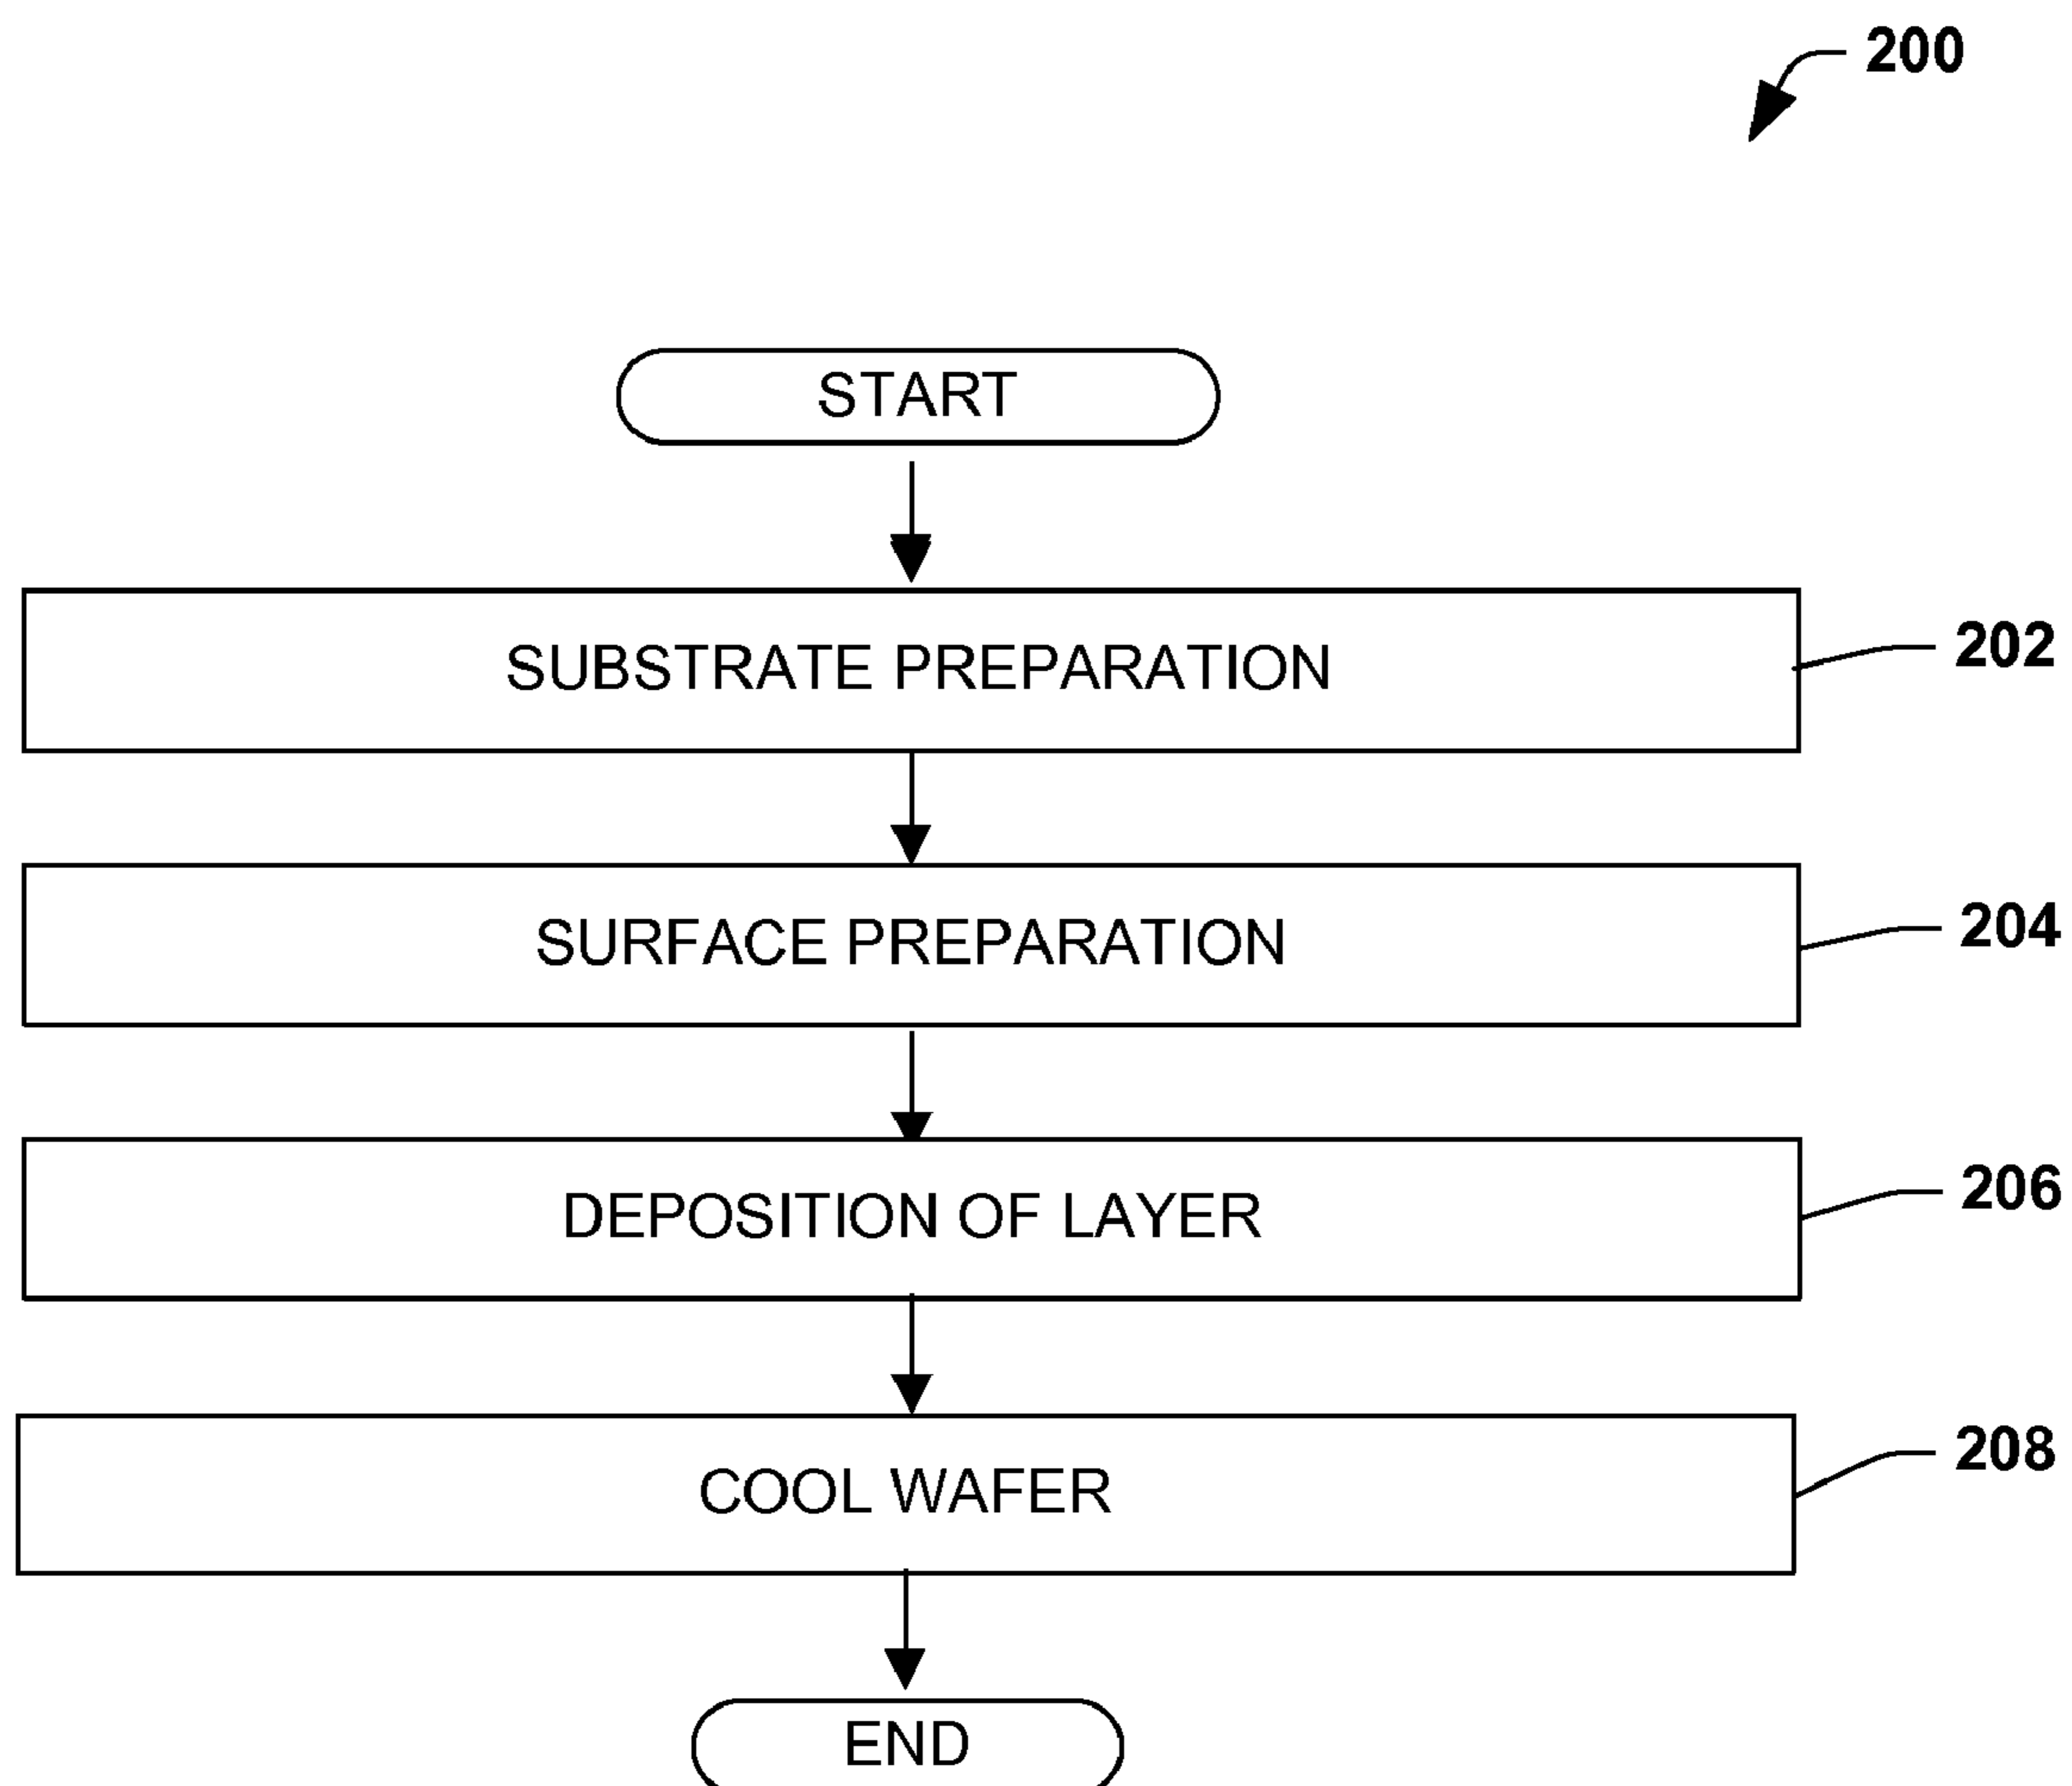 200
START
SUBSTRATE PREPARATION
202
SURFACE PREPARATION
204
DEPOSITION OF LAYER
206
COOL WAFER
208
END